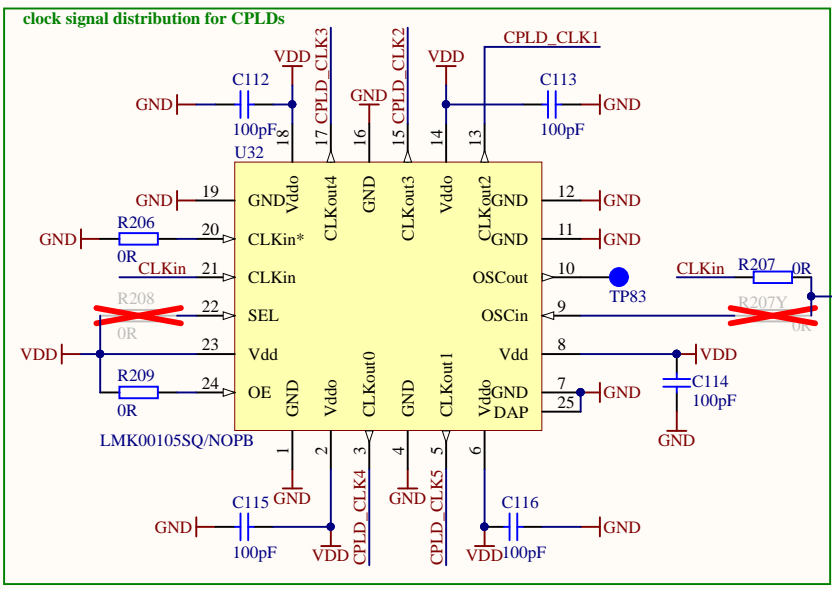 clock signal distribution for CPLDs
CPLD_CLK3
CPLD_CLK2
CPLD_CLK1
VDD
VDD
C112
GND
C113
GND
GND
100pF
100pF
18
17
16
15
14
13
U32
Vddo
CLKout4
GND
CLKout3
Vddo
CLKout2
GND 19 GND
GND 12 GND
R206
GND 20 CLKin*
0R
GND 11 GND
CLKin 21 CLKin
OSCout 10
TP83
CLKin R207 0R
R208
22 SEL
0R
OSCin 9
R207Y
0R
VDD 23 Vdd
Vdd 8 VDD
R209
24 OE
0R
GND 7 GND
DAP 25
C114
100pF
GND
GND
Vddo
CLKout0
GND
CLKout1
Vddo
LMK00105SQ/NOPB
1
2
3
4
5
6
GND
CPLD_CLK4
GND
CPLD_CLK5
C115
GND
100pF
VDD
C116
GND
VDD
100pF